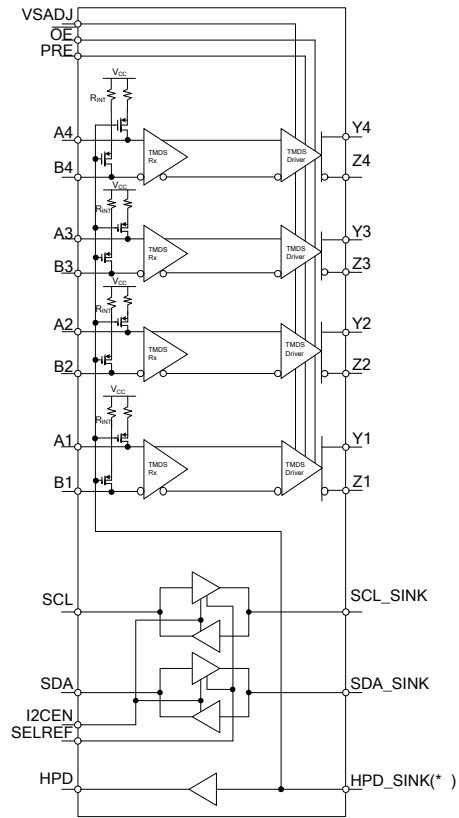 VSADJ
OE
PRE
VCC
RINT
A4
B4
TMDS
Rx
TMDS
Driver
Y4
Z4
VCC
RINT
A3
B3
TMDS
Rx
TMDS
Driver
Y3
Z3
VCC
RINT
A2
B2
TMDS
Rx
TMDS
Driver
Y2
Z2
VCC
RINT
A1
B1
TMDS
Rx
TMDS
Driver
Y1
Z1
SCL
SCL_SINK
SDA
SDA_SINK
I2CEN
SELREF
HPD
HPD_SINK(* )